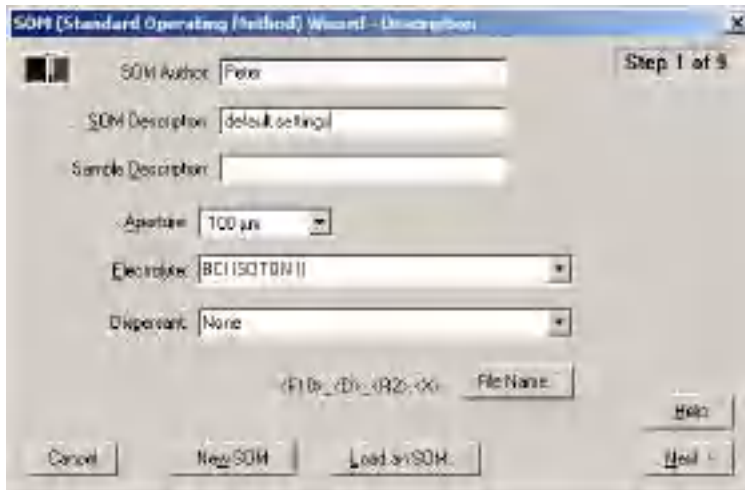 SOM (Standard Operating Method) Wizard - Description
Step 1 of 9
SOM Author: Peter
SOM Description: default settings
Sample Description:
Aperture: 100 µm
Electrolyte: BCI ISOTON II
Dispersant: None
File Name
Help
Cancel
New SOM
Load an SOM
Next >